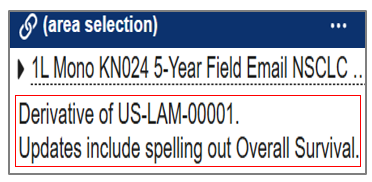 (area selection) ...
1L Mono KN024 5-Year Field Email NSCLC ...
Derivative of US-LAM-00001.
Updates include spelling out Overall Survival.